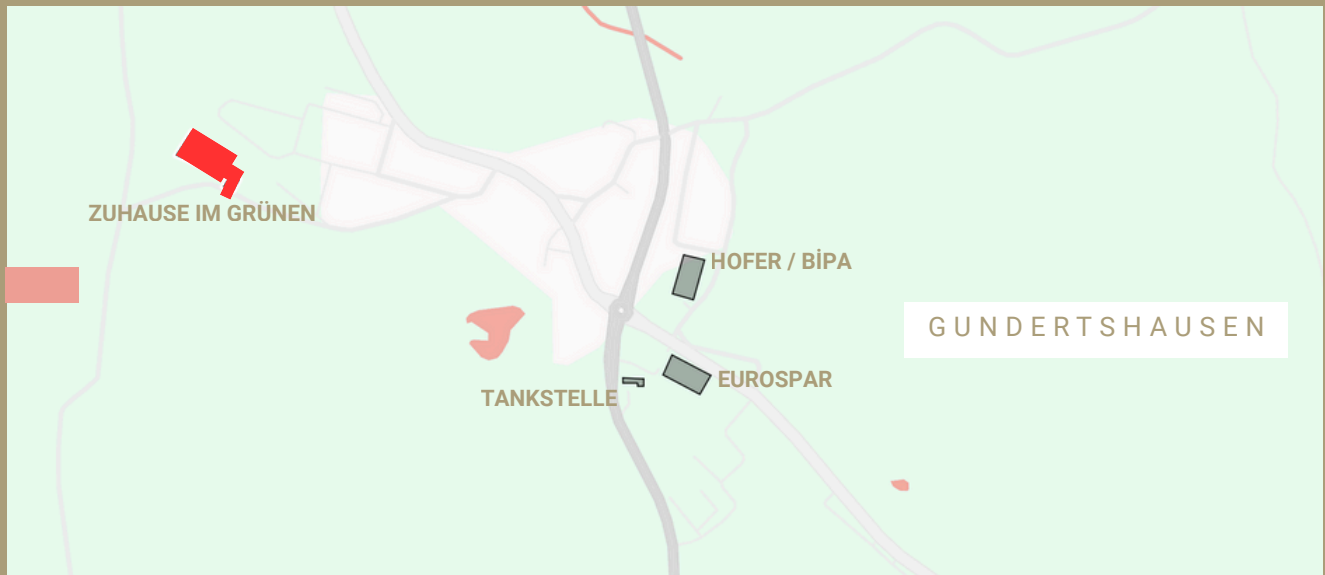 ZUHAUSE IM GRÜNEN
HOFER / BİPA
GUNDERTSHAUSEN
EUROSPAR
TANKSTELLE